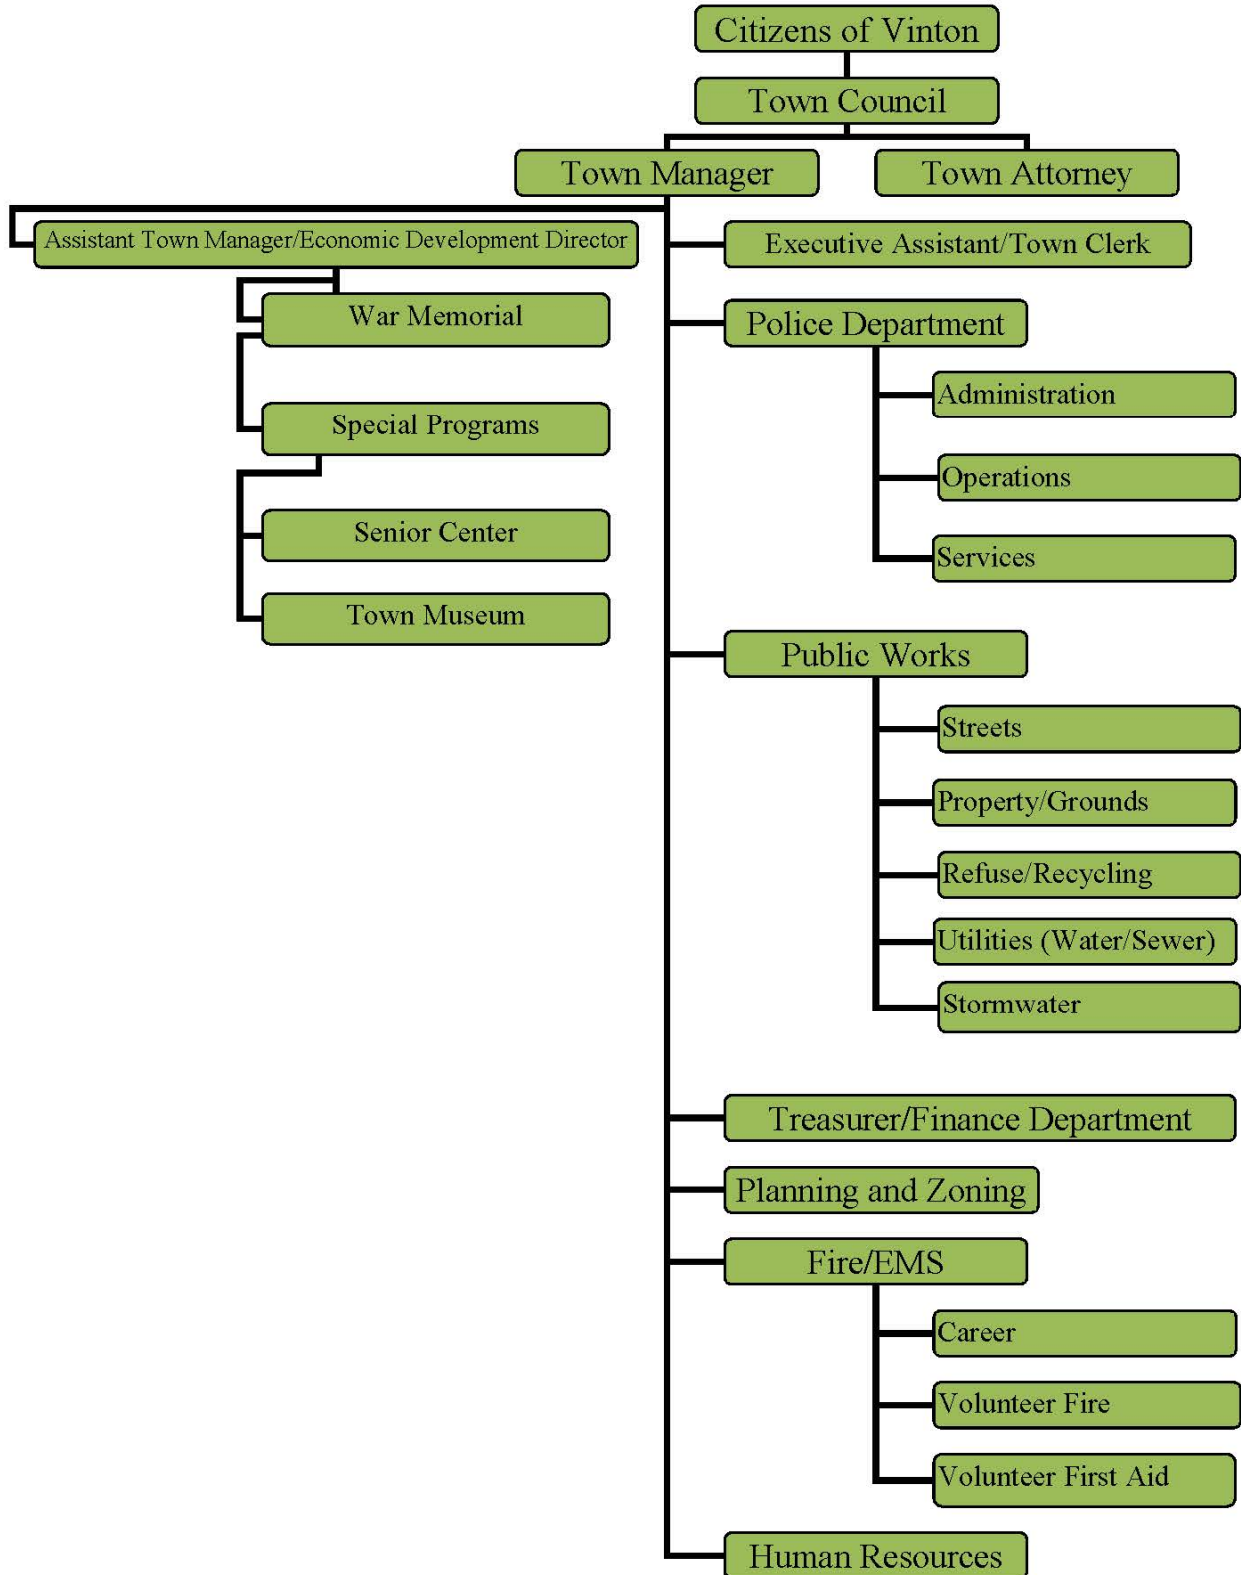 Citizens of Vinton
Town Council
Town Manager
Town Attorney
Assistant Town Manager/Economic Development Director
War Memorial
Special Programs
Senior Center
Town Museum
Executive Assistant/Town Clerk
Police Department
Administration
Operations
Services
Public Works
Streets
Property/Grounds
Refuse/Recycling
Utilities (Water/Sewer)
Stormwater
Treasurer/Finance Department
Planning and Zoning
Fire/EMS
Career
Volunteer Fire
Volunteer First Aid
Human Resources